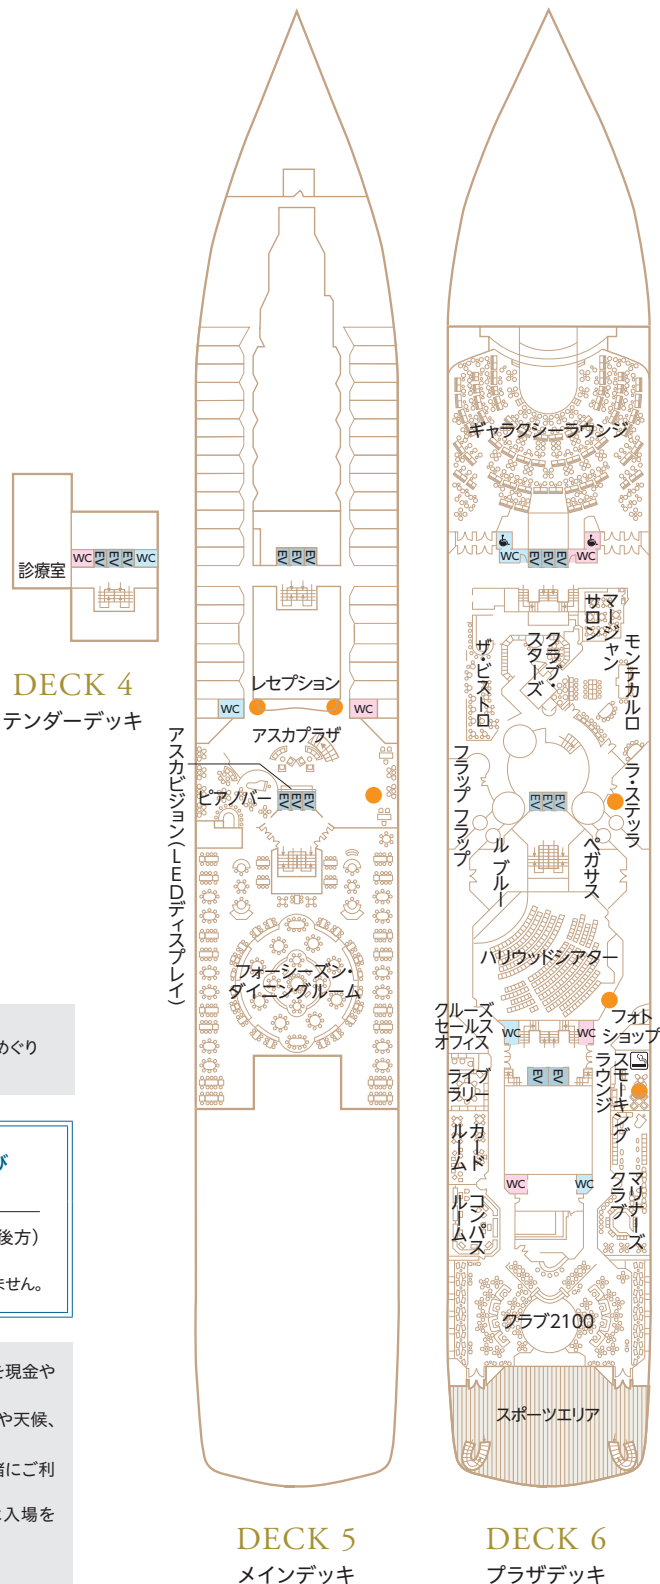 診療室
WC
EV
EV
EV
WC
DECK 4
テンダーデッキ
EV
EV
EV
レセプション
WC
WC
アスカプラザ
アスカビジョン（LEDディスプレイ）
ピアノバー
EV
EV
EV
フォーシーズン・
ダイニングルーム
DECK 5
メインデッキ
ギャラクシーラウンジ
WC
EV
EV
EV
WC
マージャン
サロン
クラブ・
スターズ
ザ・ビストロ
モンテカルロ
フラップ フラップ
EV
EV
EV
ラ・ステッラ
ル ブルー
ペガサス
ハリウッドシアター
クルーズ
セールス
オフィス
WC
WC
フォト
ショップ
EV
EV
スモーキング
ラウンジ
ライブ
ラリー
カード
ルーム
WC
WC
コンパス
ルーム
マリナーズ
クラブ
クラブ2100
スポーツエリア
DECK 6
プラザデッキ
めぐり
び
後方）
ません。
を現金や
や天候、
緒にご利
入場を